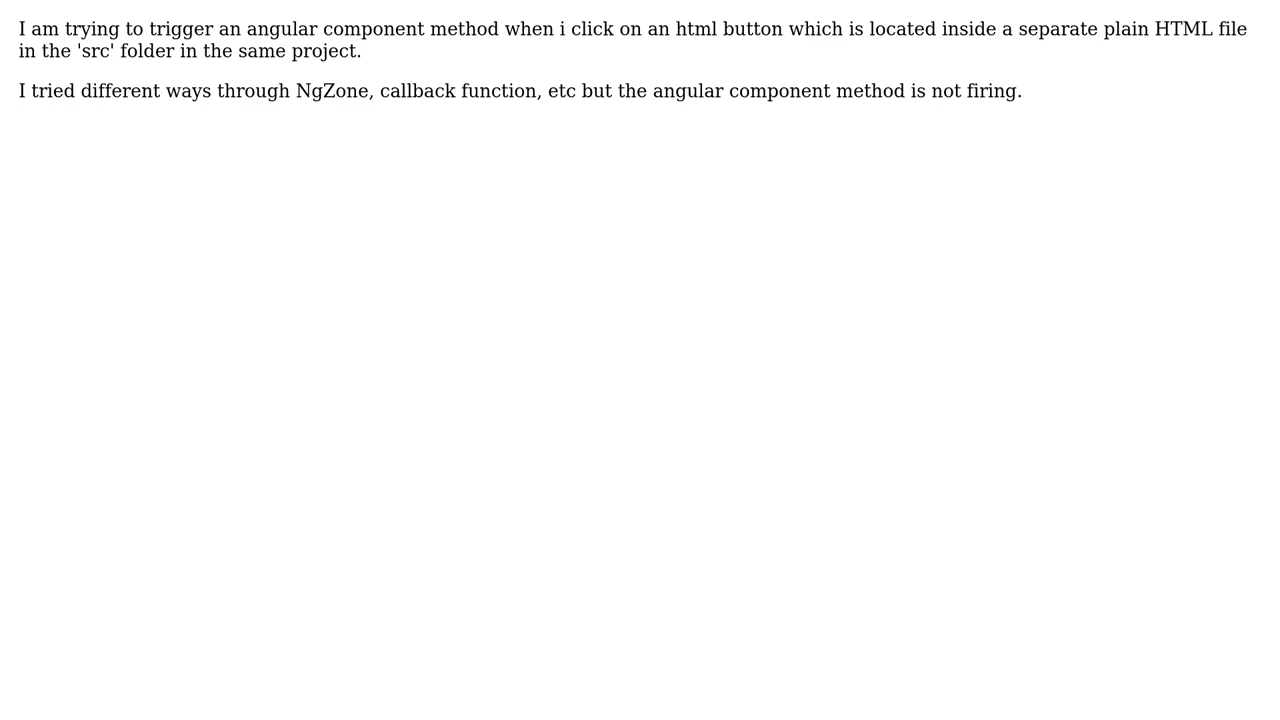 I am trying to trigger an angular component method when i click on an html button which is located inside a separate plain HTML file
in the 'src' folder in the same project.
I tried different ways through NgZone, callback function, etc but the angular component method is not firing.